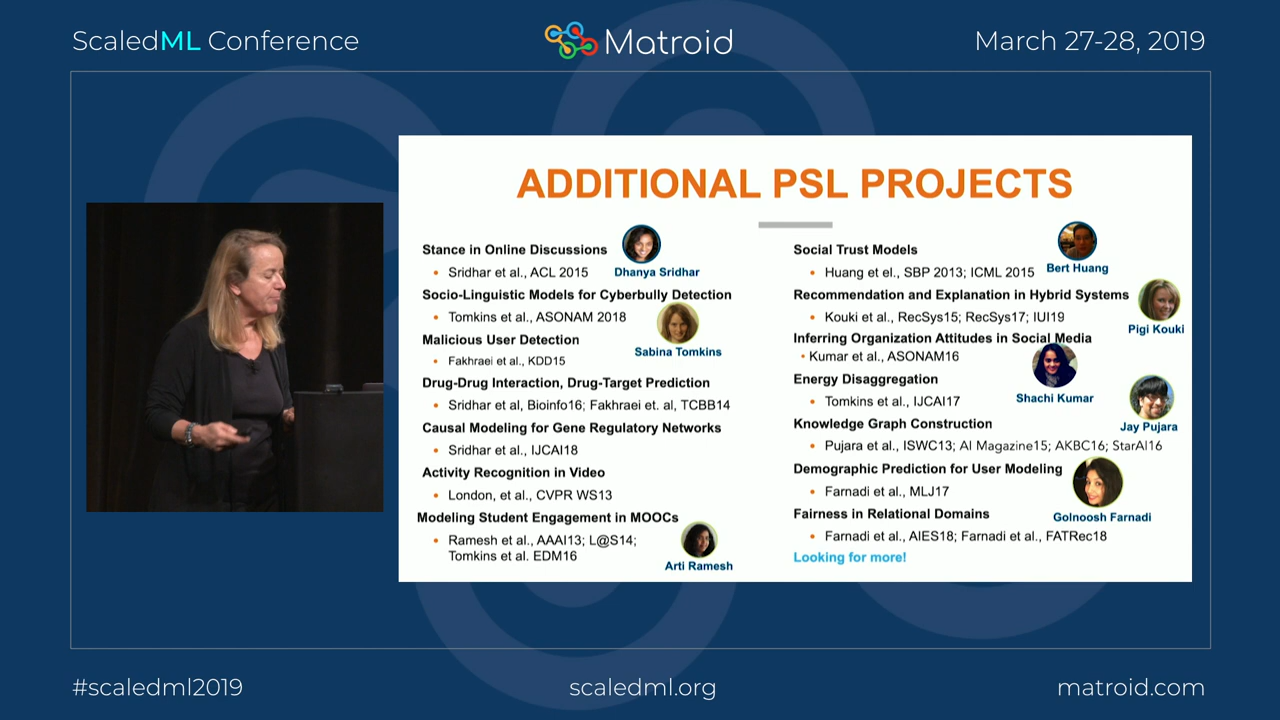 ScaledML Conference
Matroid
March 27-28, 2019
ADDITIONAL PSL PROJECTS
Stance in Online Discussions
• Sridhar et al., ACL 2015
Dhanya Sridhar
Socio-Linguistic Models for Cyberbully Detection
• Tomkins et al., ASONAM 2018
Sabina Tomkins
Malicious User Detection
• Fakhraei et al., KDD15
Drug-Drug Interaction, Drug-Target Prediction
• Sridhar et al, Bioinfo16; Fakhraei et. al, TCBB14
Causal Modeling for Gene Regulatory Networks
• Sridhar et al., IJCAI18
Activity Recognition in Video
• London, et al., CVPR WS13
Modeling Student Engagement in MOOCs
• Ramesh et al., AAAI13; L@S14;
Tomkins et al. EDM16
Arti Ramesh
Social Trust Models
• Huang et el., SBP 2013; ICML 2015
Bert Huang
Recommendation and Explanation in Hybrid Systems
• Kouki et al., RecSys15; RecSys17; IUI19
Pigi Kouki
Inferring Organization Attitudes in Social Media
• Kumar et al., ASONAM16
Shachi Kumar
Energy Disaggregation
• Tomkins et al., IJCAI17
Jay Pujara
Knowledge Graph Construction
• Pujara et al., ISWC13; AI Magazine15; AKBC16; StarAI16
Demographic Prediction for User Modeling
• Farnadi et al., MLJ17
Golnoosh Farnadi
Fairness in Relational Domains
• Farnadi et al., AIES18; Farnadi et al., FATRec18
Looking for more!
#scaledml2019
scaledml.org
matroid.com